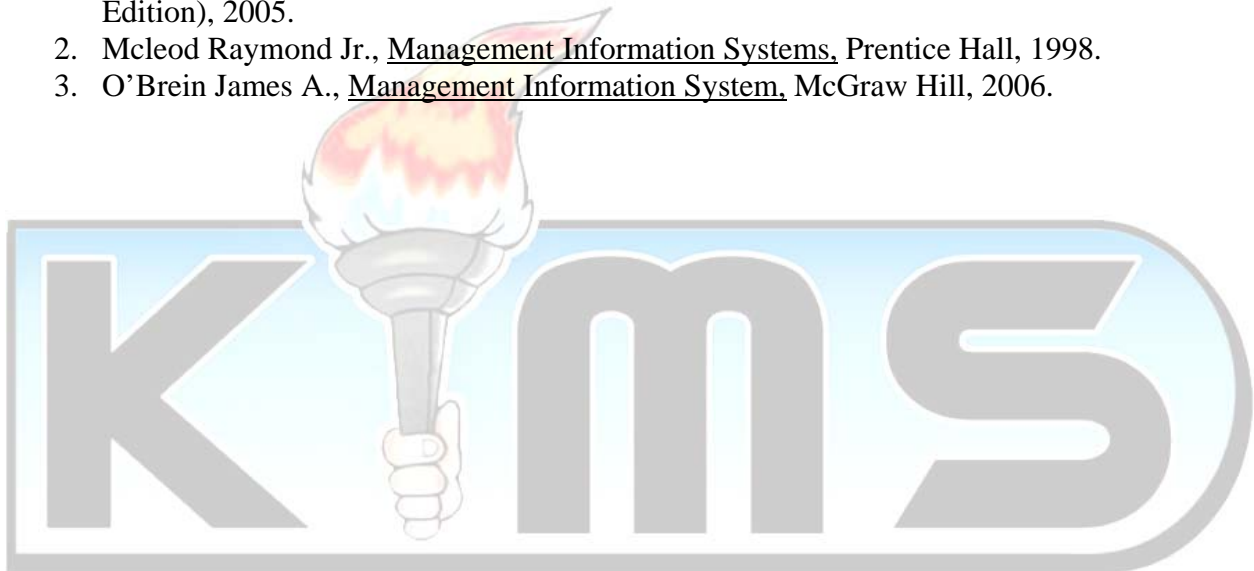 Edition), 2005.
2. Mcleod Raymond Jr., Management Information Systems, Prentice Hall, 1998.
3. O’Brein James A., Management Information System, McGraw Hill, 2006.
KIMS